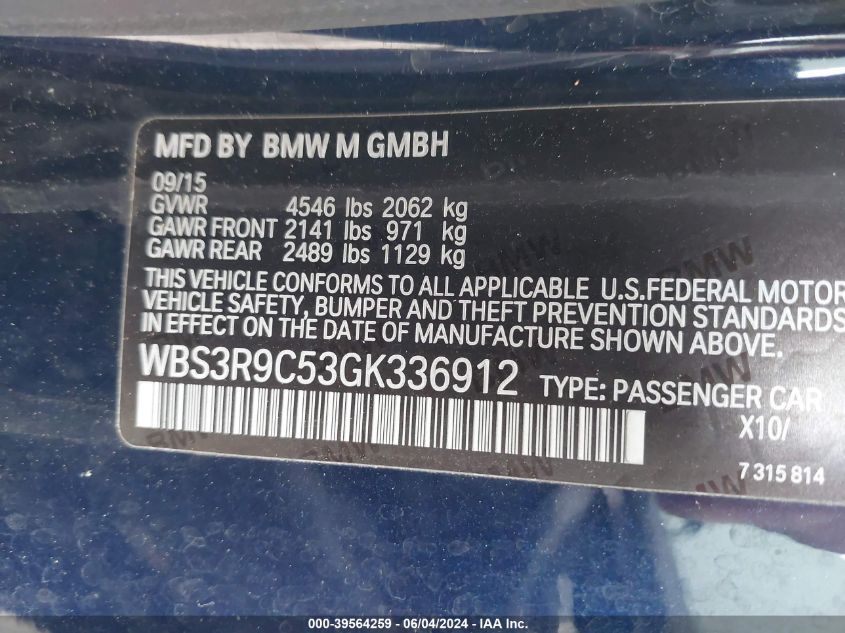 MFD BY BMW M GMBH
09/15
GVWR 4546 lbs 2062 kg
GAWR FRONT 2141 lbs 971 kg
GAWR REAR 2489 lbs 1129 kg
THIS VEHICLE CONFORMS TO ALL APPLICABLE U.S.FEDERAL MOTOR
VEHICLE SAFETY, BUMPER AND THEFT PREVENTION STANDARDS
IN EFFECT ON THE DATE OF MANUFACTURE SHOWN ABOVE.
WBS3R9C53GK336912 TYPE: PASSENGER CAR
X10/
7 315 814
000-39564259 - 06/04/2024 - IAA Inc.